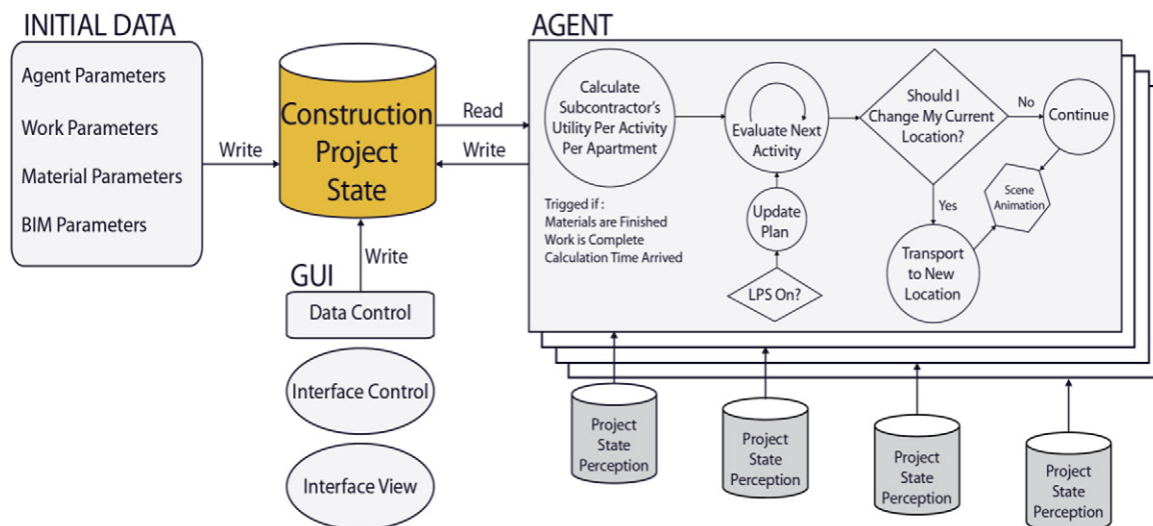 INITIAL DATA
Agent Parameters
Work Parameters
Material Parameters
BIM Parameters
Write
Construction
Project
State
Read
Write
Write
GUI
Data Control
Interface Control
Interface View
AGENT
Calculate
Subcontractor's
Utility Per Activity
Per Apartment
Trigged if :
Materials are Finished
Work is Complete
Calculation Time Arrived
Evaluate Next
Activity
Update
Plan
LPS On?
Should I
Change My Current
Location?
No
Continue
Yes
Scene
Animation
Transport
to New
Location
Project
State
Perception
Project
State
Perception
Project
State
Perception
Project
State
Perception